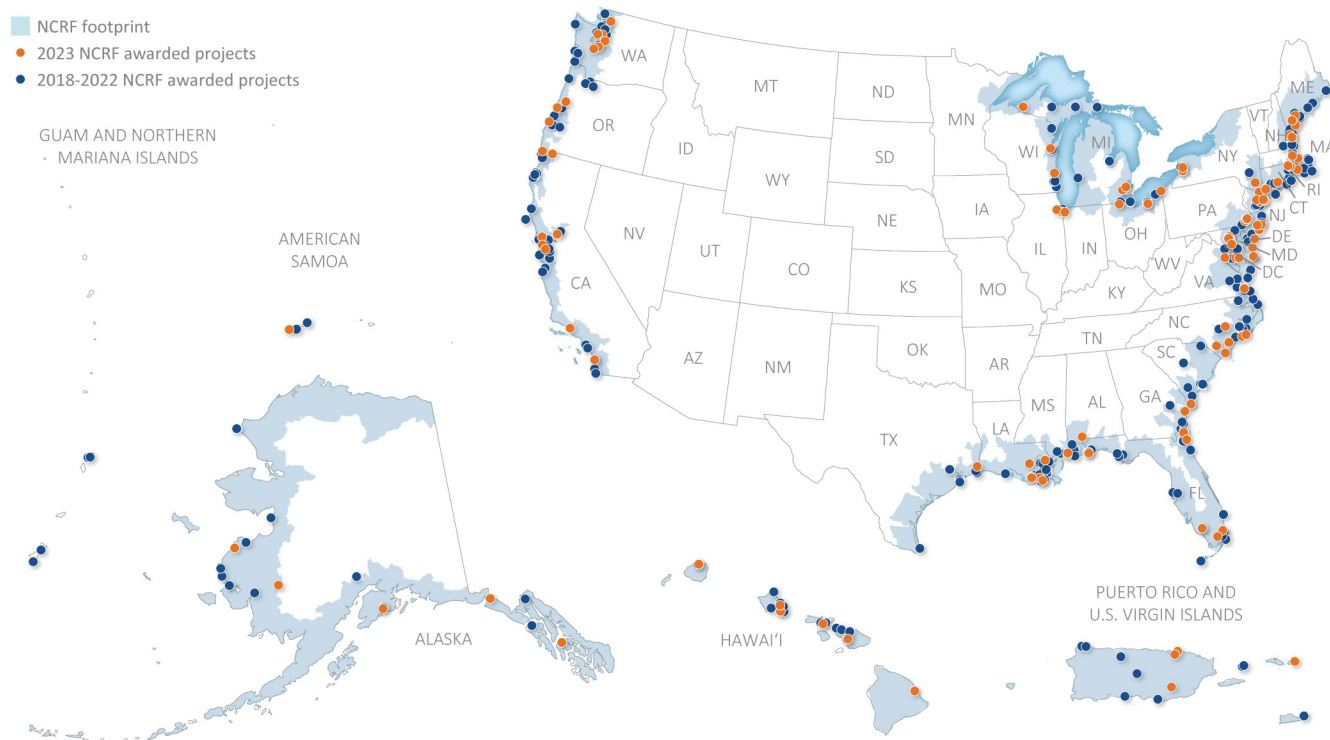 NCRF footprint
2023 NCRF awarded projects
2018-2022 NCRF awarded projects
GUAM AND NORTHERN
MARIANA ISLANDS
AMERICAN
SAMOA
WA
MT
ND
MN
ME
VT
NH
MA
OR
ID
SD
WI
MI
NY
RI
CT
WY
IA
PA
NJ
NV
UT
NE
IL
IN
OH
DE
MD
DC
CA
CO
KS
MO
WV
VA
KY
AZ
NM
OK
AR
TN
NC
SC
TX
LA
MS
AL
GA
FL
ALASKA
HAWAIʻI
PUERTO RICO AND
U.S. VIRGIN ISLANDS